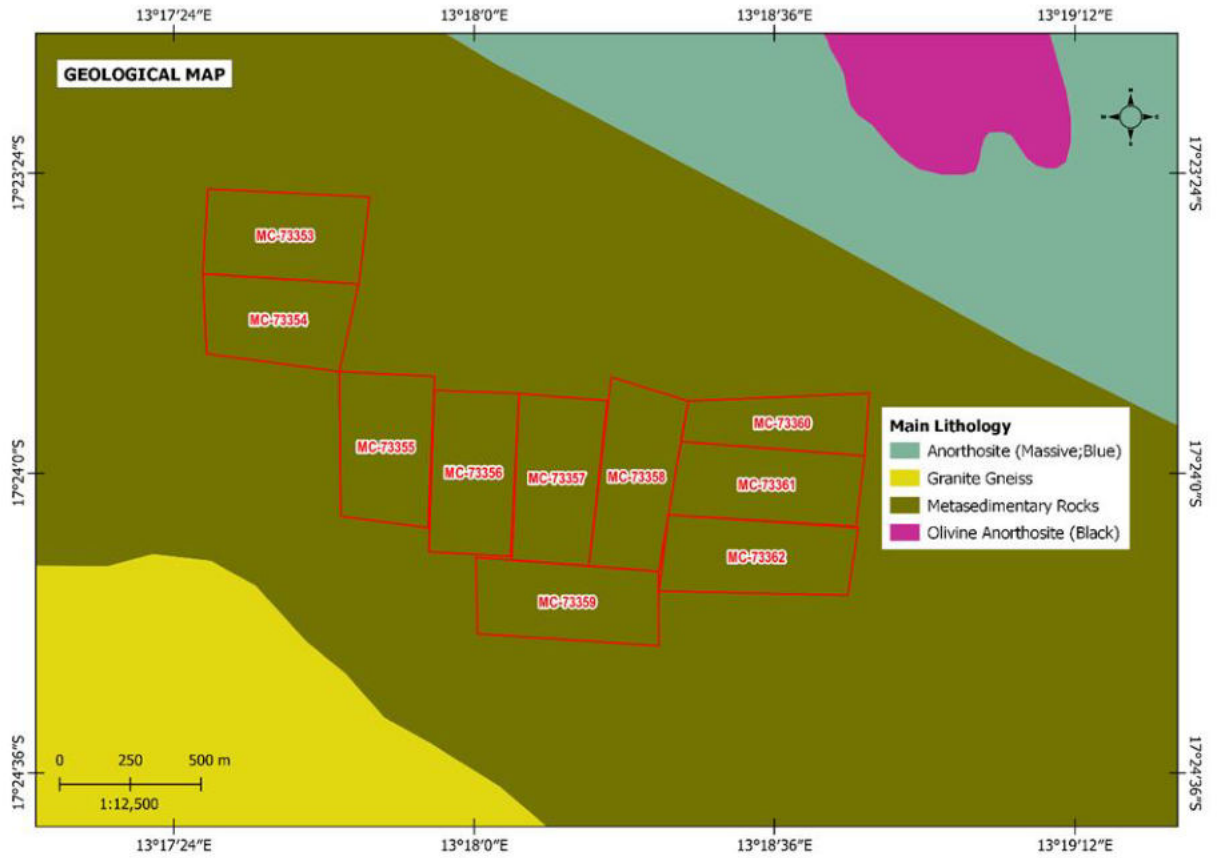 13°17′24″E 13°18′0″E 13°18′36″E 13°19′12″E
GEOLOGICAL MAP
N
W E
S
17°23′24″S 17°23′24″S
MC-73353
MC-73354
MC-73355
MC-73356
MC-73357
MC-73358
MC-73360
MC-73361
MC-73362
MC-73359
Main Lithology
Anorthosite (Massive;Blue)
Granite Gneiss
Metasedimentary Rocks
Olivine Anorthosite (Black)
17°24′0″S 17°24′0″S
0 250 500 m
1:12,500
17°24′36″S 17°24′36″S
13°17′24″E 13°18′0″E 13°18′36″E 13°19′12″E